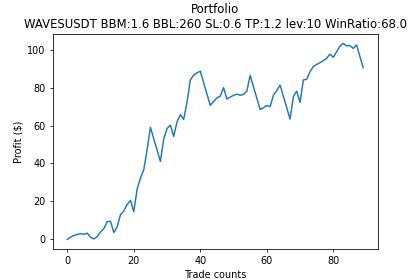 Portfolio
WAVESUSDT BBM:1.6 BBL:260 SL:0.6 TP:1.2 lev:10 WinRatio:68.0
100
80
60
40
20
0
Profit ($)
0 20 40 60 80
Trade counts